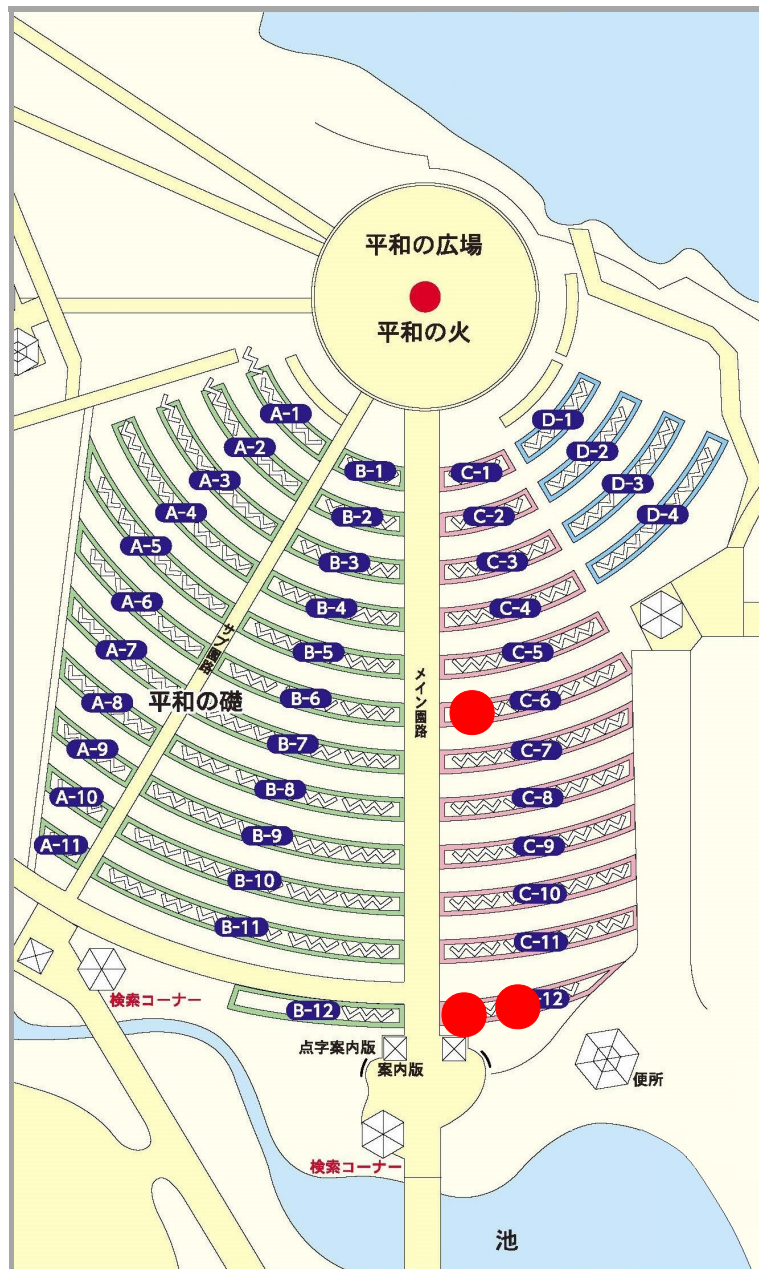 平和の広場
平和の火
A-1
A-2
A-3
A-4
A-5
A-6
A-7
A-8
A-9
A-10
A-11
B-1
B-2
B-3
B-4
B-5
B-6
B-7
B-8
B-9
B-10
B-11
B-12
C-1
C-2
C-3
C-4
C-5
C-6
C-7
C-8
C-9
C-10
C-11
-12
D-1
D-2
D-3
D-4
サブ園路
メイン園路
平和の礎
検索コーナー
点字案内版
案内版
便所
検索コーナー
池